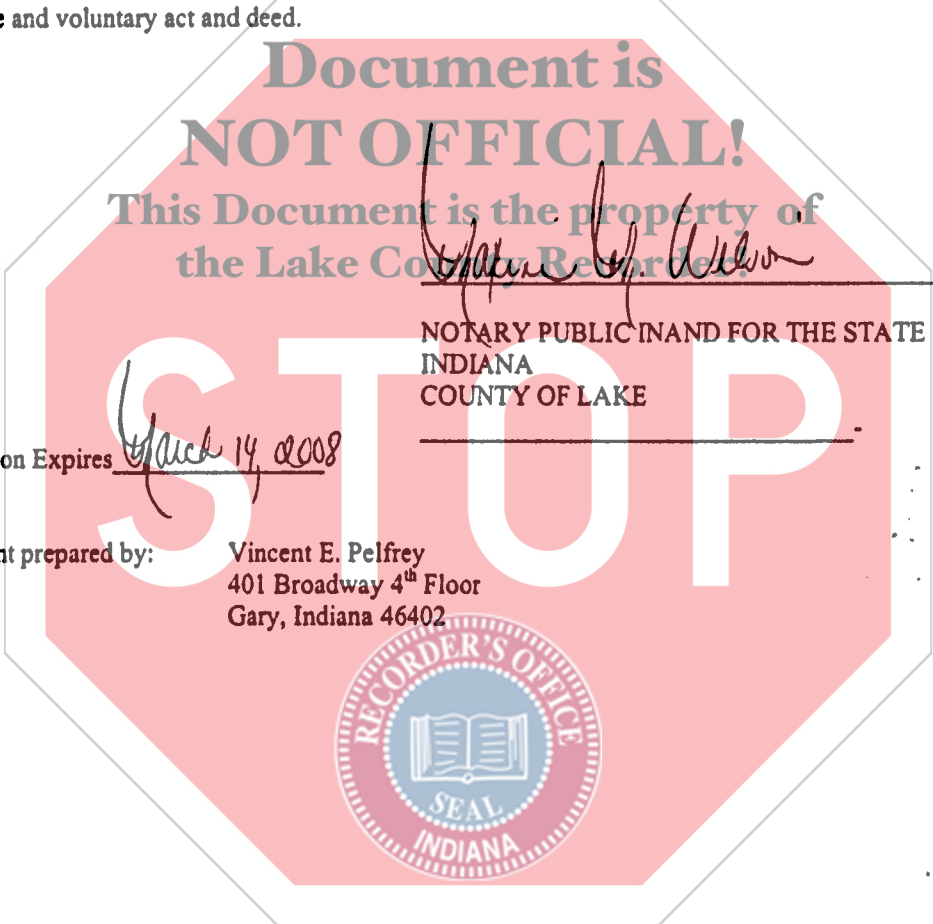 e and voluntary act and deed.
Document is
NOT OFFICIAL!
This Document is the property of
the Lake County Recorder!
Wilson
NOTARY PUBLIC INAND FOR THE STATE
INDIANA
COUNTY OF LAKE
STOP
on Expires March 14, 2008
nt prepared by: Vincent E. Pelfrey
401 Broadway 4th Floor
Gary, Indiana 46402
RECORDER'S OFFICE
SEAL
INDIANA